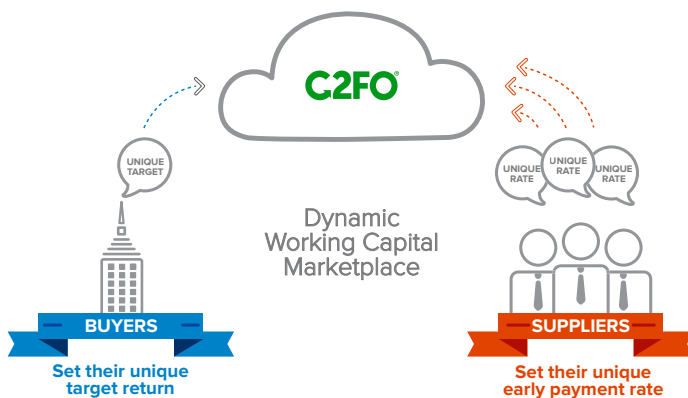 C2FO®
UNIQUE
TARGET
UNIQUE
RATE
UNIQUE
RATE
UNIQUE
RATE
Dynamic
Working Capital
Marketplace
BUYERS
SUPPLIERS
Set their unique
target return
Set their unique
early payment rate